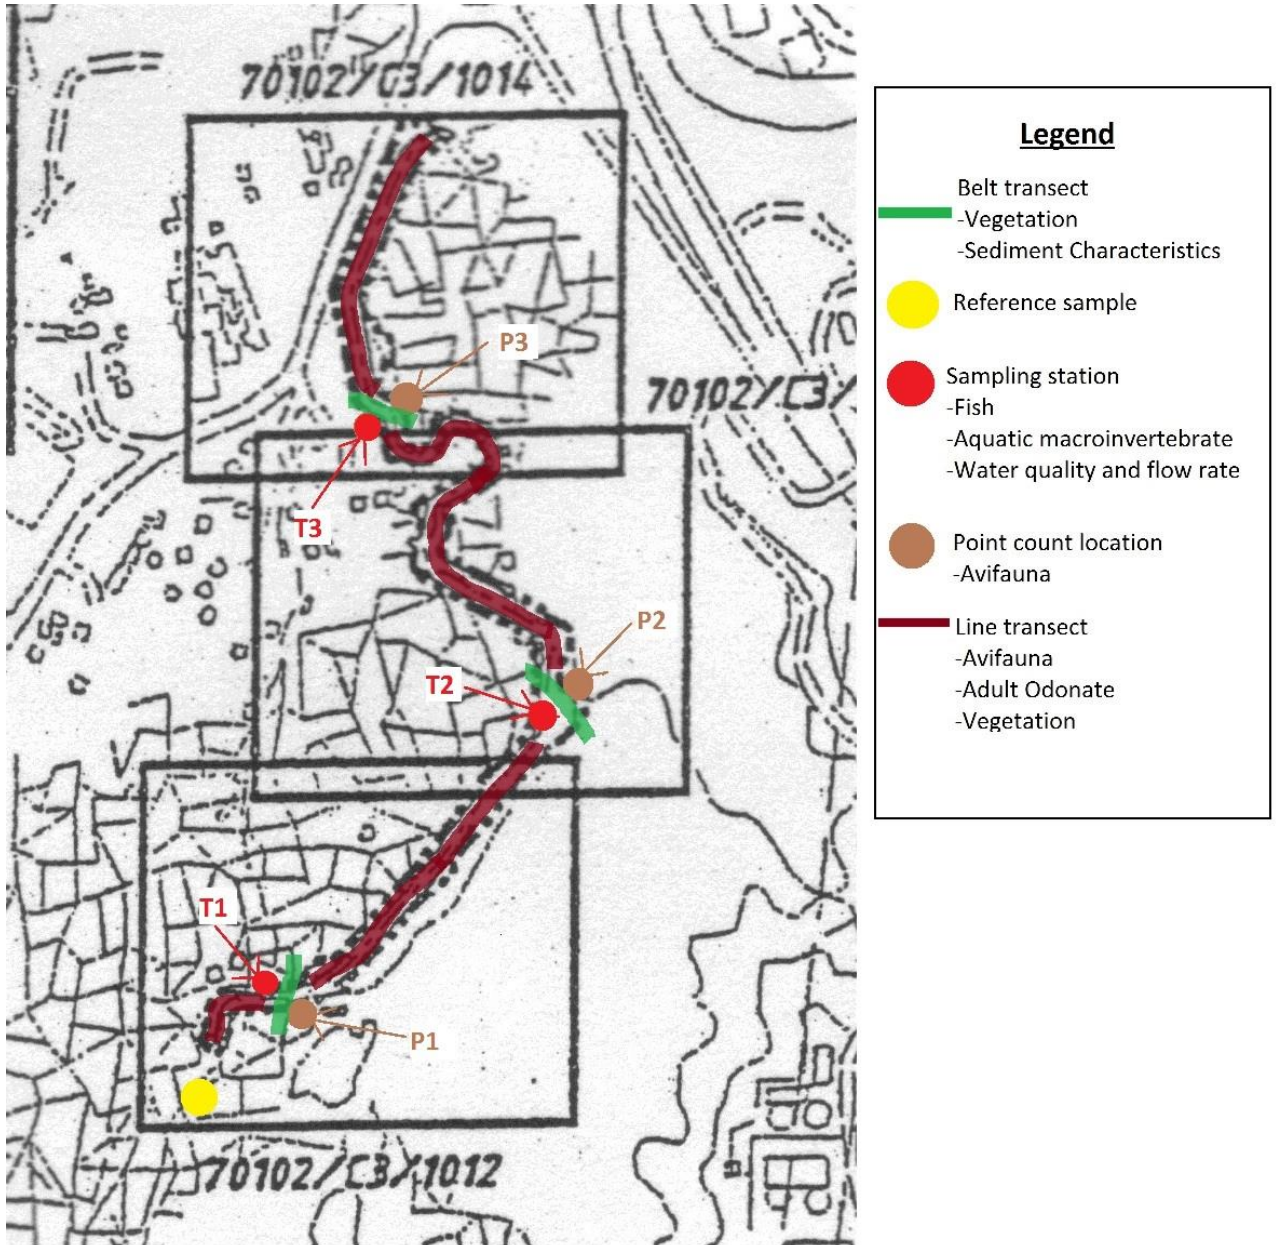 70102/G3/1014
P3
70102/C3/
T3
P2
T2
T1
P1
70102/C3/1012
Legend
Belt transect
-Vegetation
-Sediment Characteristics
Reference sample
Sampling station
-Fish
-Aquatic macroinvertebrate
-Water quality and flow rate
Point count location
-Avifauna
Line transect
-Avifauna
-Adult Odonate
-Vegetation